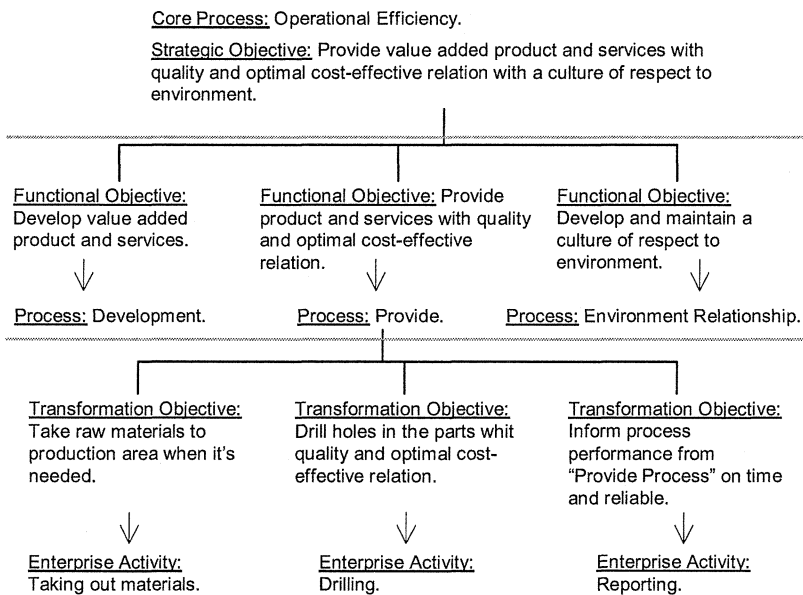 Core Process: Operational Efficiency.
Strategic Objective: Provide value added product and services with
quality and optimal cost-effective relation with a culture of respect to
environment.
Functional Objective:
Develop value added
product and services.
Functional Objective: Provide
product and services with quality
and optimal cost-effective
relation.
Functional Objective:
Develop and maintain a
culture of respect to
environment.
Process: Development.
Process: Provide.
Process: Environment Relationship.
Transformation Objective:
Take raw materials to
production area when it's
needed.
Transformation Objective:
Drill holes in the parts whit
quality and optimal cost-
effective relation.
Transformation Objective:
Inform process
performance from
“Provide Process” on time
and reliable.
Enterprise Activity:
Taking out materials.
Enterprise Activity:
Drilling.
Enterprise Activity:
Reporting.